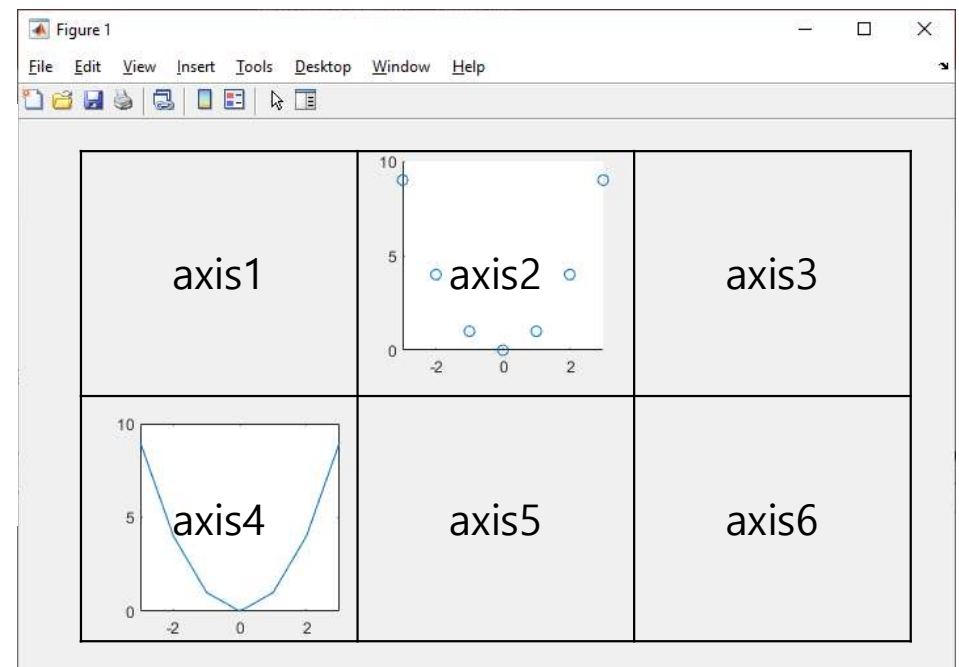 Figure 1
File Edit View Insert Tools Desktop Window Help
axis1
10
5
0
-2 0 2
axis2
axis3
10
5
0
-2 0 2
axis4
axis5
axis6